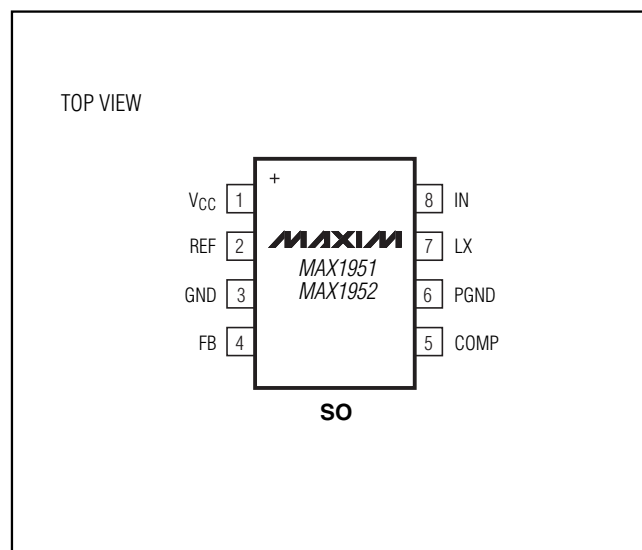 TOP VIEW
+
VCC 1
REF 2
GND 3
FB 4
MAXIM
MAX1951
MAX1952
8 IN
7 LX
6 PGND
5 COMP
SO